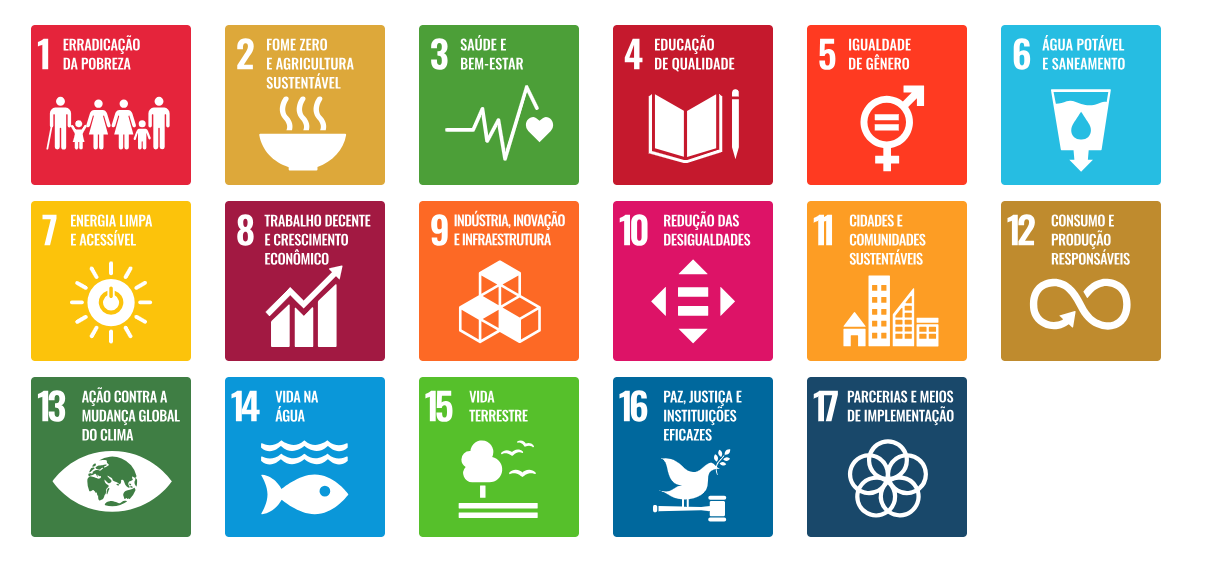 1 ERRADICAÇÃO
DA POBREZA
2 FOME ZERO
E AGRICULTURA
SUSTENTÁVEL
3 SAÚDE E
BEM-ESTAR
4 EDUCAÇÃO
DE QUALIDADE
5 IGUALDADE
DE GÊNERO
6 ÁGUA POTÁVEL
E SANEAMENTO
7 ENERGIA LIMPA
E ACESSÍVEL
8 TRABALHO DECENTE
E CRESCIMENTO
ECONÔMICO
9 INDÚSTRIA, INOVAÇÃO
E INFRAESTRUTURA
10 REDUÇÃO DAS
DESIGUALDADES
11 CIDADES E
COMUNIDADES
SUSTENTÁVEIS
12 CONSUMO E
PRODUÇÃO
RESPONSÁVEIS
13 AÇÃO CONTRA A
MUDANÇA GLOBAL
DO CLIMA
14 VIDA NA
ÁGUA
15 VIDA
TERRESTRE
16 PAZ, JUSTIÇA E
INSTITUIÇÕES
EFICAZES
17 PARCERIAS E MEIOS
DE IMPLEMENTAÇÃO